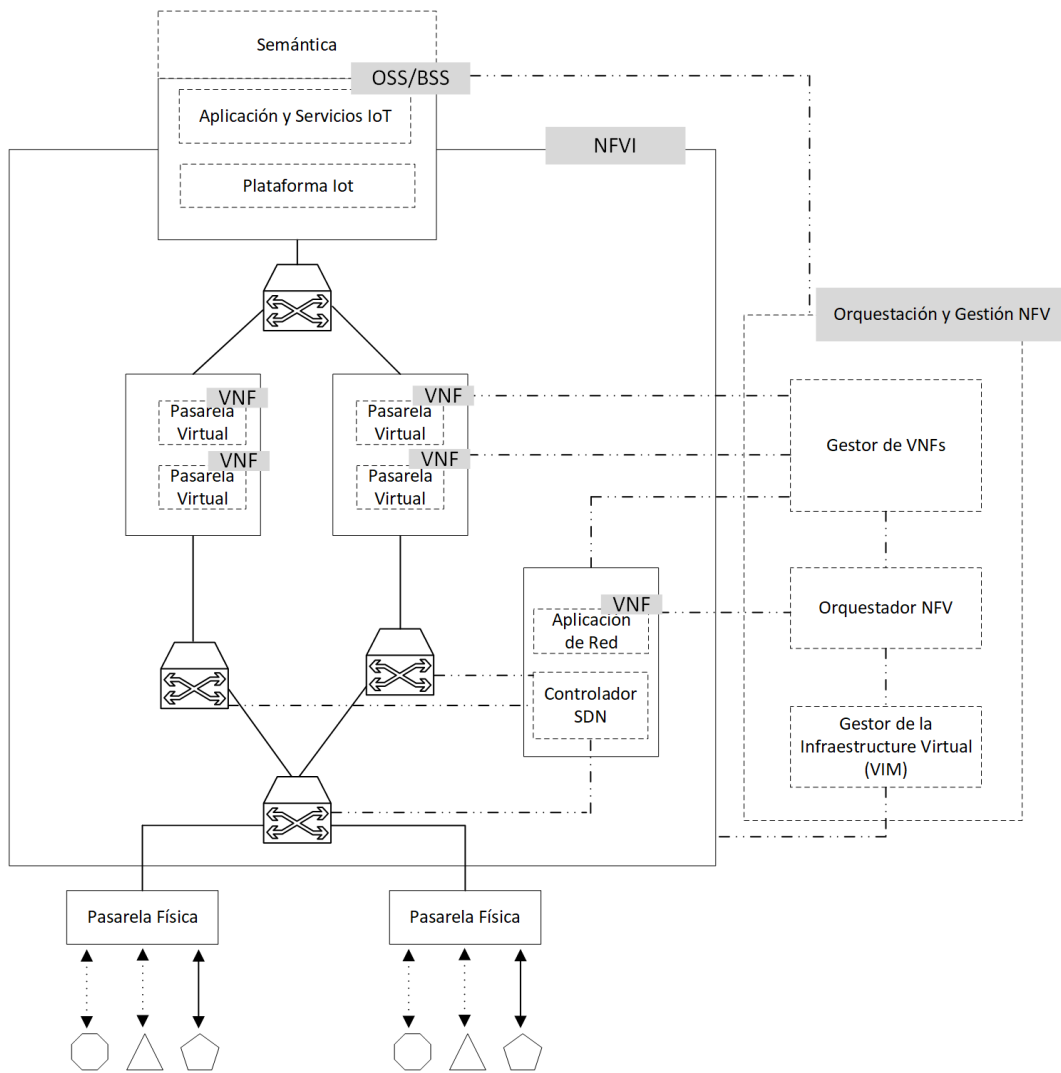 Semántica
OSS/BSS
Aplicación y Servicios IoT
NFVI
Plataforma Iot
Orquestación y Gestión NFV
VNF
Pasarela
Virtual
VNF
Pasarela
Virtual
VNF
Pasarela
Virtual
VNF
Pasarela
Virtual
Gestor de VNFs
VNF
Aplicación
de Red
Controlador
SDN
Orquestador NFV
Gestor de la
Infraestructure Virtual
(VIM)
Pasarela Física
Pasarela Física